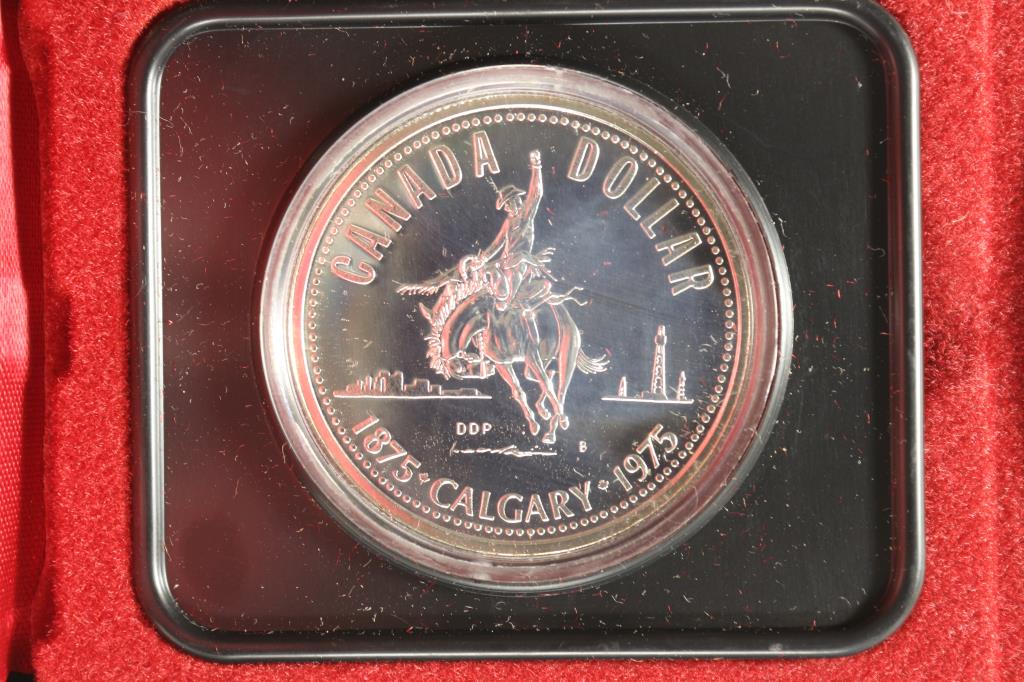 CANADA DOLLAR
DDP
B
1875 · CALGARY · 1975